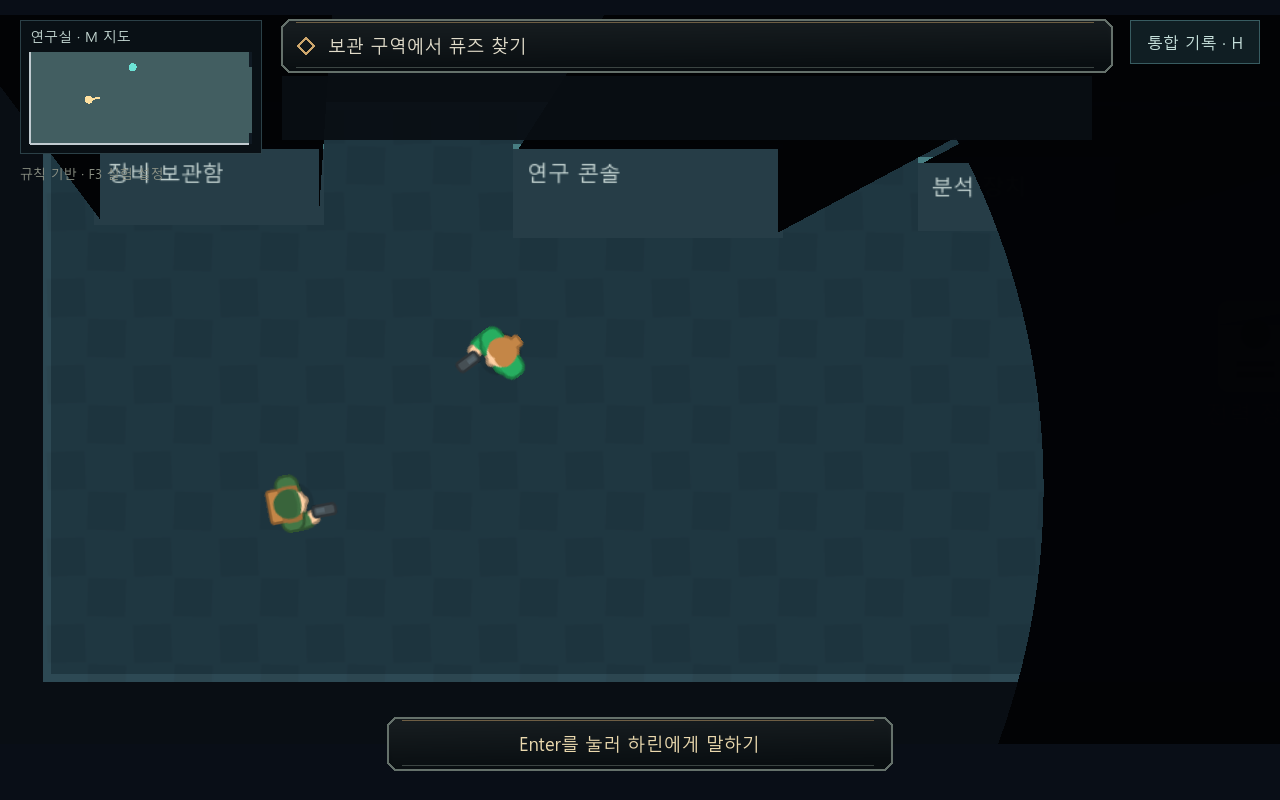 연구실 · M 지도
보관 구역에서 퓨즈 찾기
통합 기록 · H
규칙 기반 · F3
장비 보관함
연구 콘솔
분석
Enter를 눌러 하린에게 말하기